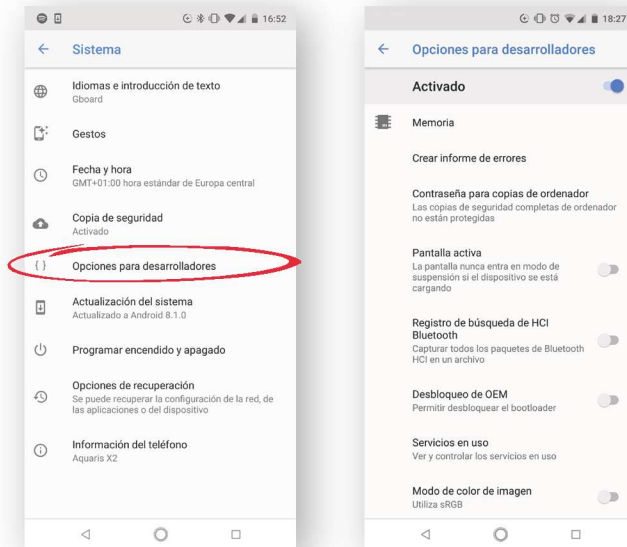 16:52
Sistema
Idiomas e introducción de texto
Gboard
Gestos
Fecha y hora
GMT+01:00 hora estándar de Europa central
Copia de seguridad
Activado
{ } Opciones para desarrolladores
Actualización del sistema
Actualizado a Android 8.1.0
Programar encendido y apagado
Opciones de recuperación
Se puede recuperar la configuración de la red, de
las aplicaciones o del dispositivo
Información del teléfono
Aquaris X2
18:27
Opciones para desarrolladores
Activado
Memoria
Crear informe de errores
Contraseña para copias de ordenador
Las copias de seguridad completas de ordenador
no están protegidas
Pantalla activa
La pantalla nunca entra en modo de
suspensión si el dispositivo se está
cargando
Registro de búsqueda de HCI
Bluetooth
Capturar todos los paquetes de Bluetooth
HCI en un archivo
Desbloqueo de OEM
Permitir desbloquear el bootloader
Servicios en uso
Ver y controlar los servicios en uso
Modo de color de imagen
Utiliza sRGB